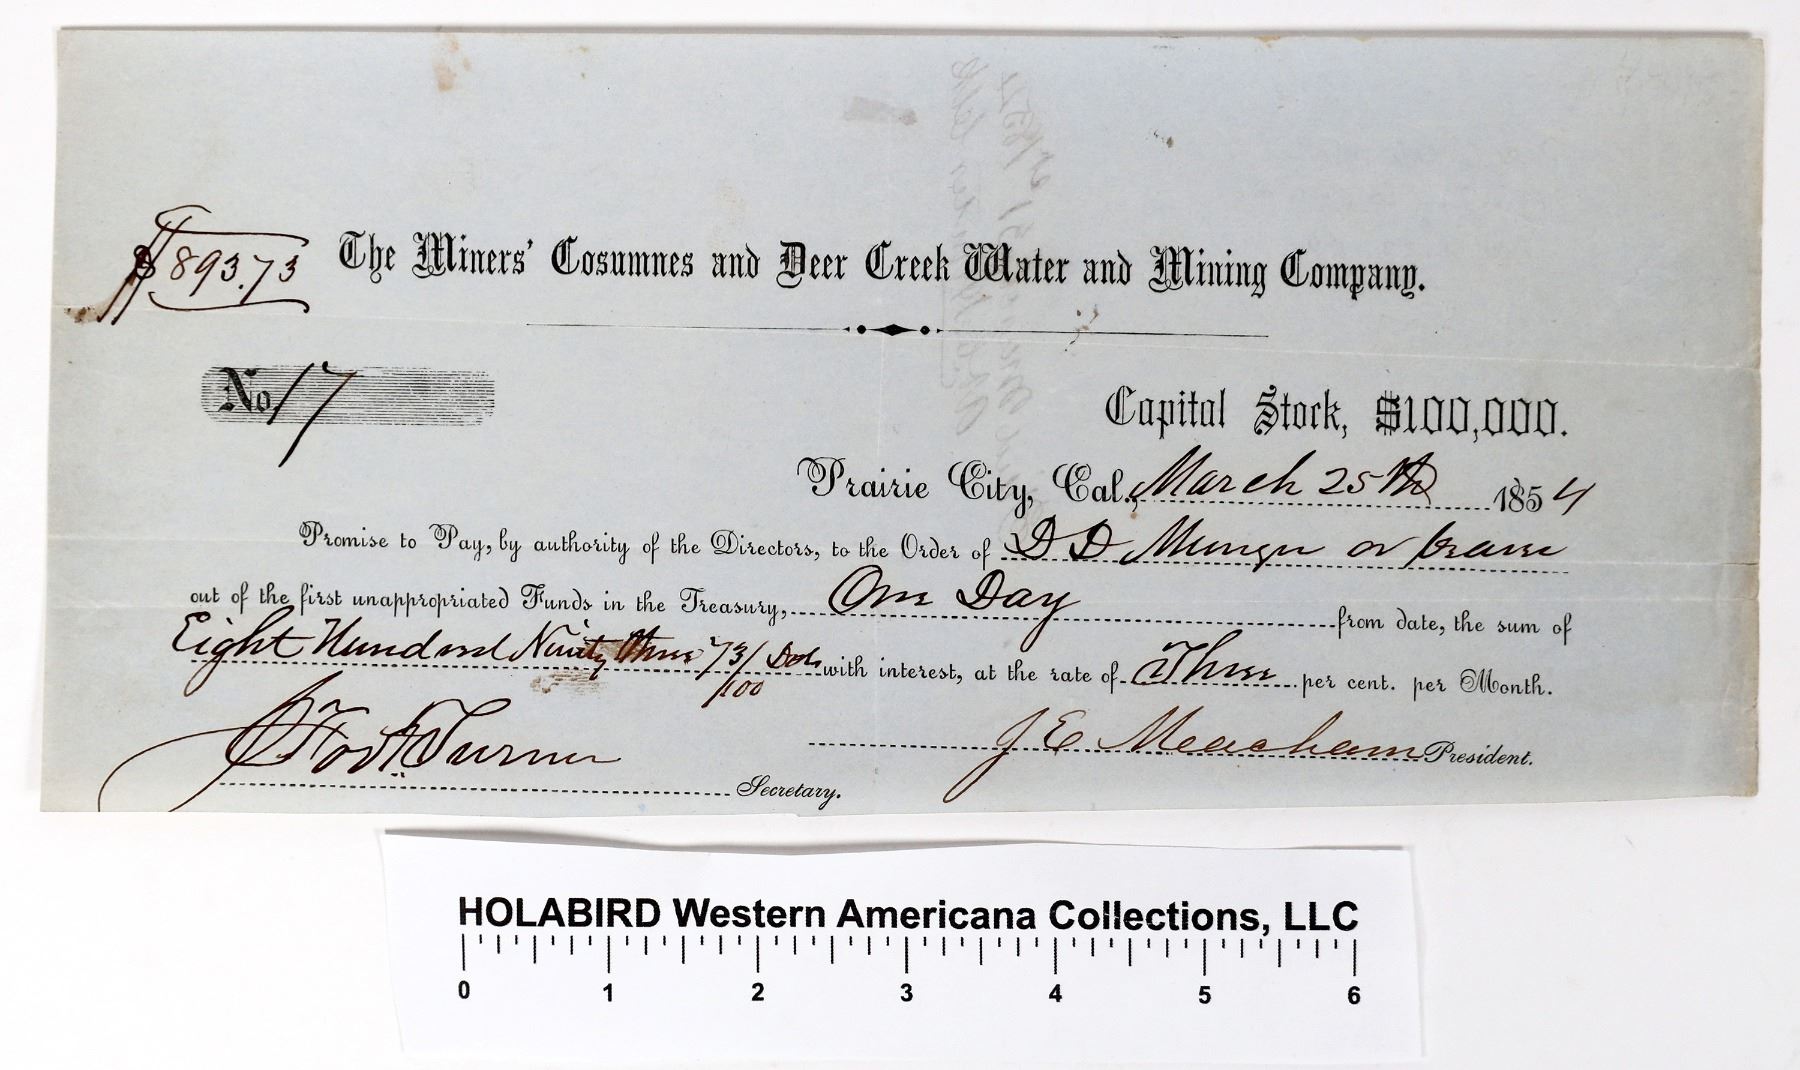 $893.73
The Miners' Cosumnes and Deer Creek Water and Mining Company.
No 17
Capital Stock, $100,000.
Prairie City, Cal., March 25th 1854
Promise to Pay, by authority of the Directors, to the Order of D D Munger or bearer
out of the first unappropriated Funds in the Treasury, One Day from date, the sum of
Eight Hundred Ninety Three 73/100 Dols with interest, at the rate of Three per cent. per Month.
J E Meacham President.
Turner Secretary.
HOLABIRD Western Americana Collections, LLC
0 1 2 3 4 5 6